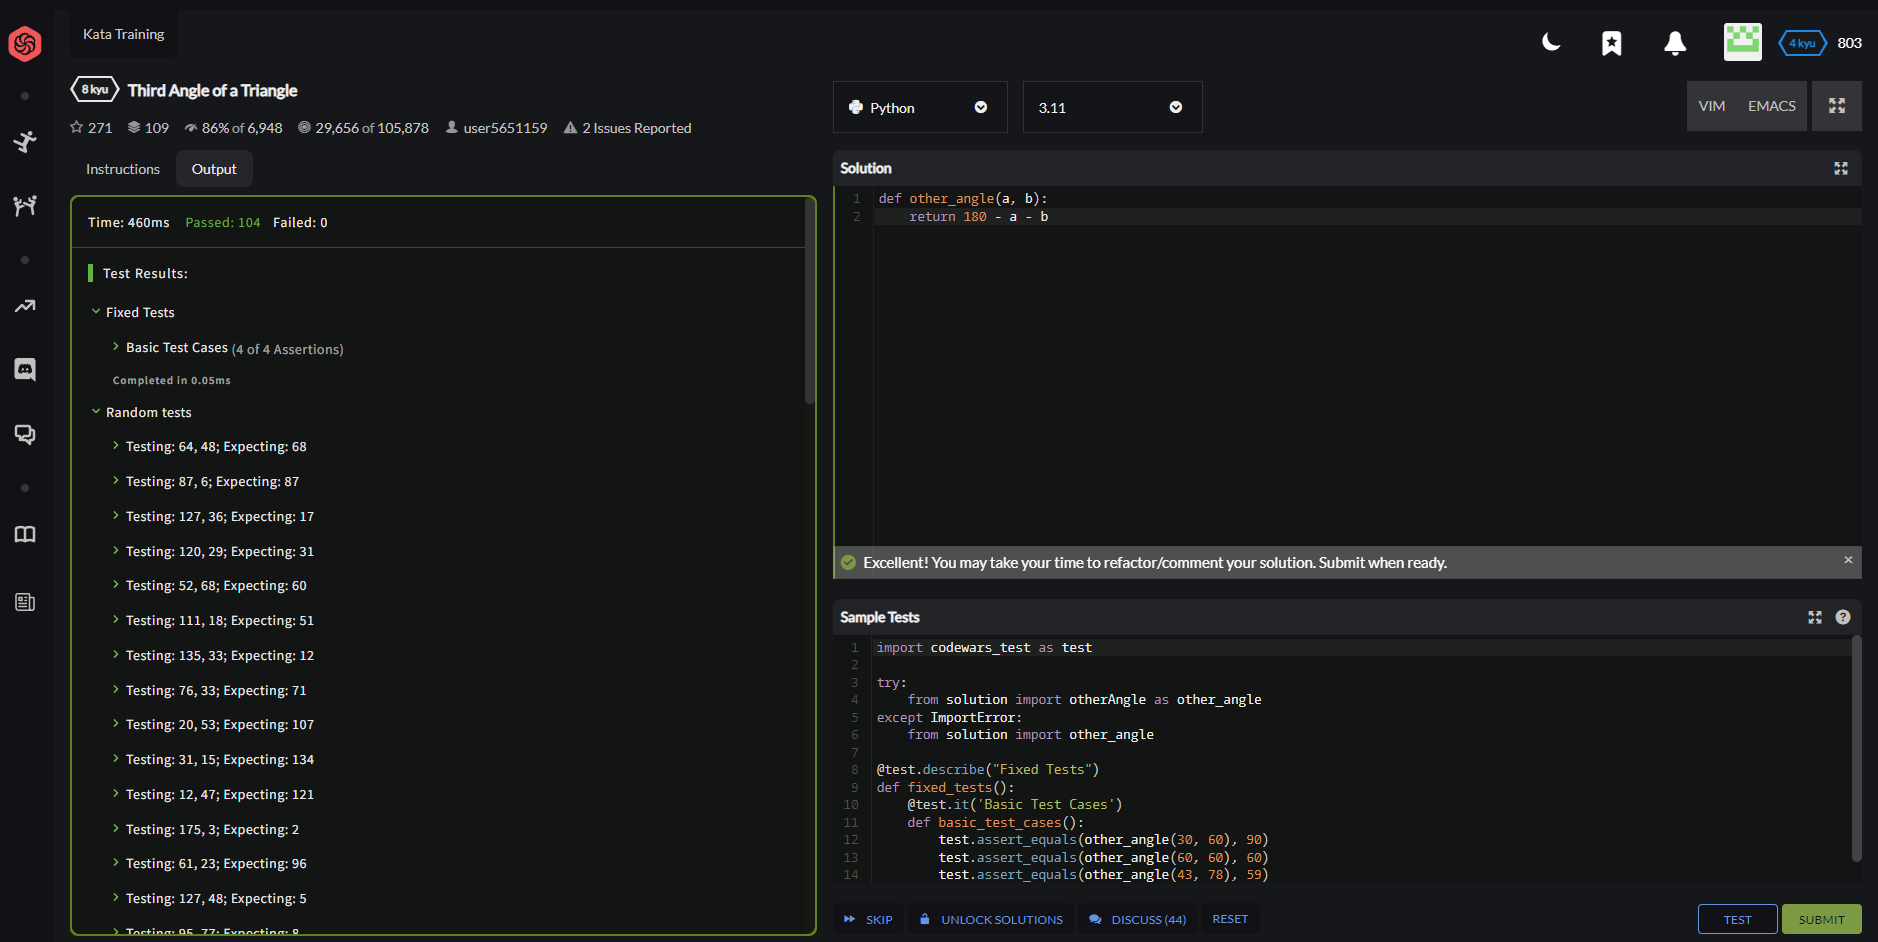 Kata Training
4 kyu 803
8 kyu Third Angle of a Triangle
271 109 86% of 6,948 29,656 of 105,878 user5651159 2 Issues Reported
Instructions Output
Time: 460ms Passed: 104 Failed: 0
Test Results:
Fixed Tests
Basic Test Cases (4 of 4 Assertions)
Completed in 0.05ms
Random tests
Testing: 64, 48; Expecting: 68
Testing: 87, 6; Expecting: 87
Testing: 127, 36; Expecting: 17
Testing: 120, 29; Expecting: 31
Testing: 52, 68; Expecting: 60
Testing: 111, 18; Expecting: 51
Testing: 135, 33; Expecting: 12
Testing: 76, 33; Expecting: 71
Testing: 20, 53; Expecting: 107
Testing: 31, 15; Expecting: 134
Testing: 12, 47; Expecting: 121
Testing: 175, 3; Expecting: 2
Testing: 61, 23; Expecting: 96
Testing: 127, 48; Expecting: 5
Testing: 95, 77; Expecting: 8
Python 3.11 VIM EMACS
Solution
1 def other_angle(a, b):
2 return 180 - a - b
Excellent! You may take your time to refactor/comment your solution. Submit when ready. ×
Sample Tests ?
1 import codewars_test as test
2
3 try:
4 from solution import otherAngle as other_angle
5 except ImportError:
6 from solution import other_angle
7
8 @test.describe("Fixed Tests")
9 def fixed_tests():
10 @test.it('Basic Test Cases')
11 def basic_test_cases():
12 test.assert_equals(other_angle(30, 60), 90)
13 test.assert_equals(other_angle(60, 60), 60)
14 test.assert_equals(other_angle(43, 78), 59)
SKIP UNLOCK SOLUTIONS DISCUSS (44) RESET TEST SUBMIT